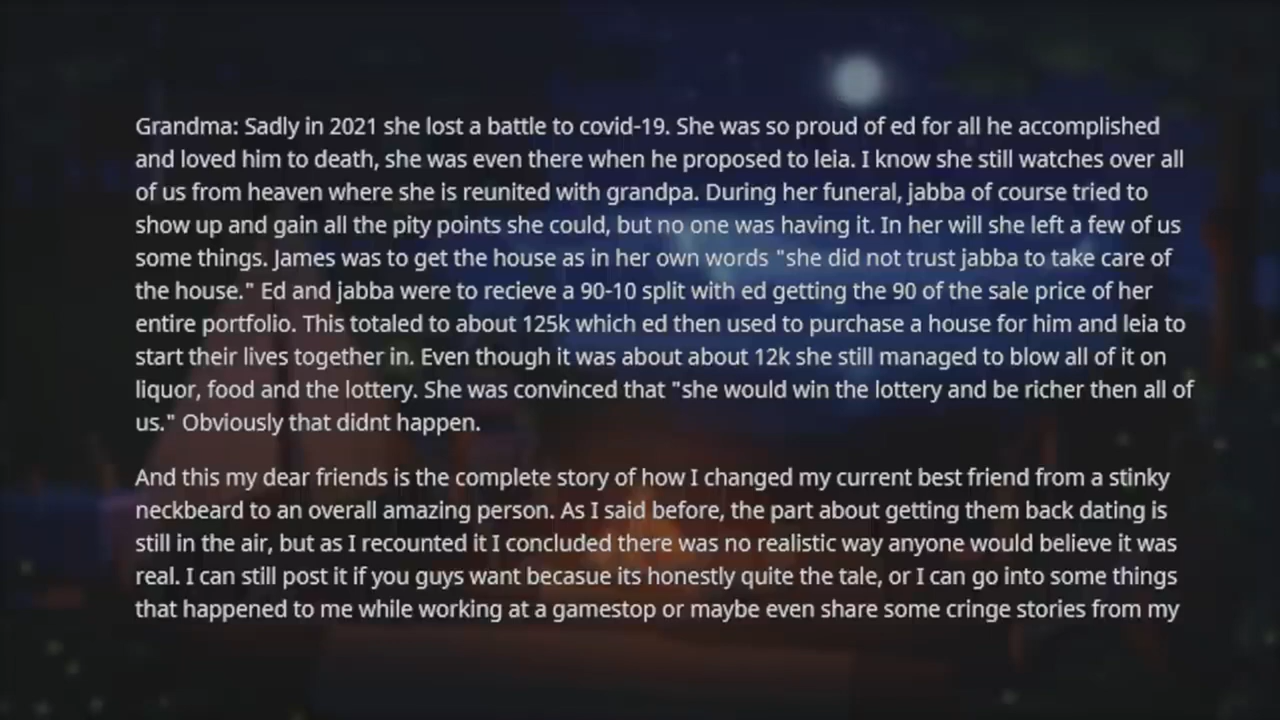 Grandma: Sadly in 2021 she lost a battle to covid-19. She was so proud of ed for all he accomplished
and loved him to death, she was even there when he proposed to leia. I know she still watches over all
of us from heaven where she is reunited with grandpa. During her funeral, jabba of course tried to
show up and gain all the pity points she could, but no one was having it. In her will she left a few of us
some things. James was to get the house as in her own words "she did not trust jabba to take care of
the house." Ed and jabba were to recieve a 90-10 split with ed getting the 90 of the sale price of her
entire portfolio. This totaled to about 125k which ed then used to purchase a house for him and leia to
start their lives together in. Even though it was about about 12k she still managed to blow all of it on
liquor, food and the lottery. She was convinced that "she would win the lottery and be richer then all of
us." Obviously that didnt happen.
And this my dear friends is the complete story of how I changed my current best friend from a stinky
neckbeard to an overall amazing person. As I said before, the part about getting them back dating is
still in the air, but as I recounted it I concluded there was no realistic way anyone would believe it was
real. I can still post it if you guys want becasue its honestly quite the tale, or I can go into some things
that happened to me while working at a gamestop or maybe even share some cringe stories from my